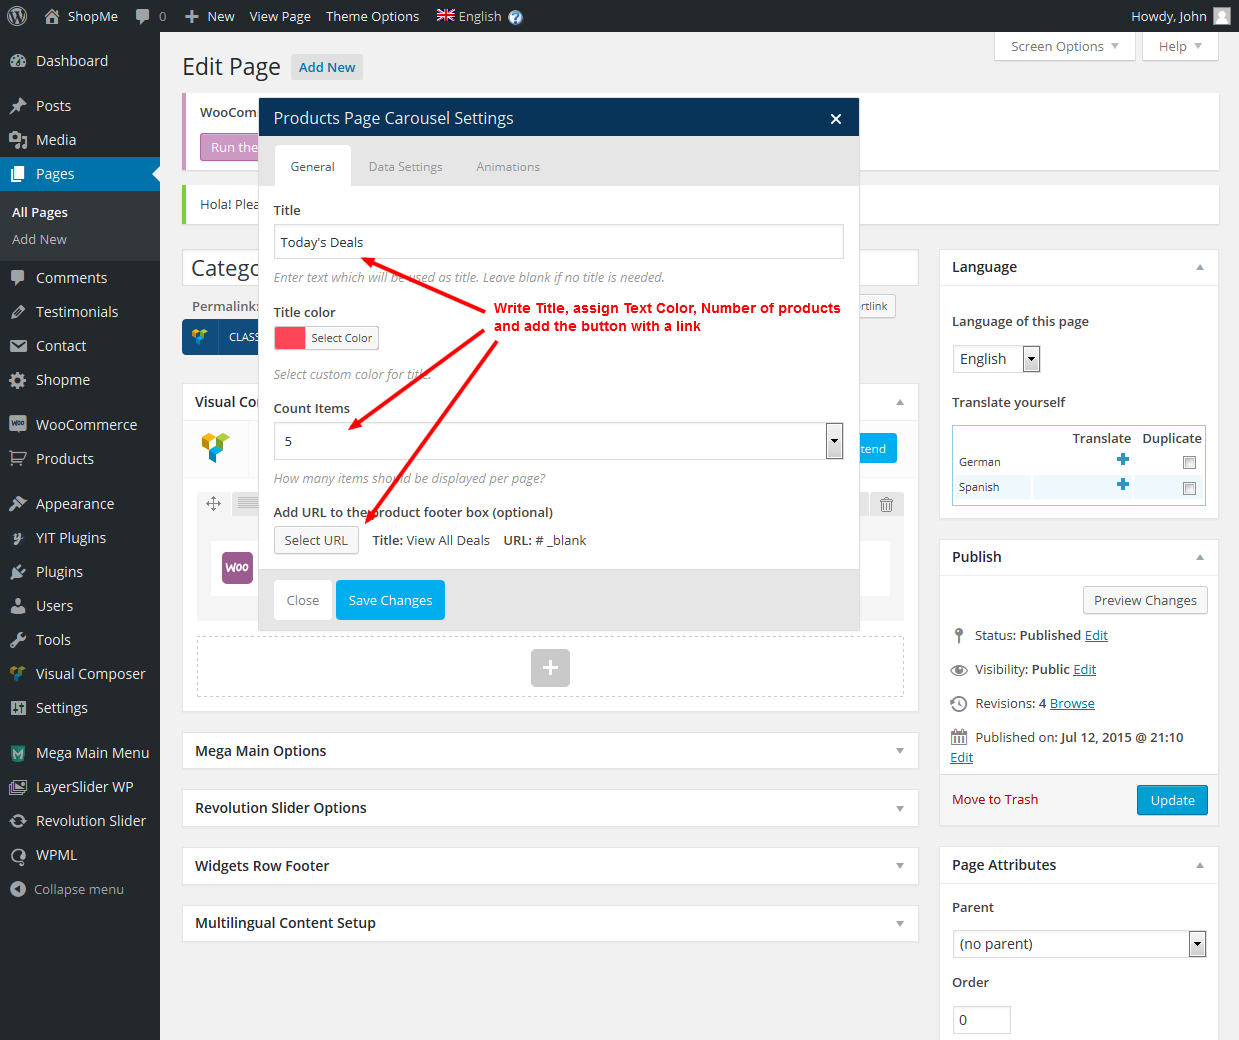 ShopMe
0
New
View Page
Theme Options
English
Howdy, John
Dashboard
Posts
Media
Pages
All Pages
Add New
Comments
Testimonials
Contact
Shopme
WooCommerce
Products
Appearance
YIT Plugins
Plugins
Users
Tools
Visual Composer
Settings
Mega Main Menu
LayerSlider WP
Revolution Slider
WPML
Collapse menu
Screen Options
Help
Edit Page
Add New
WooCom
Run the
Hola! Plea
Catego
Permalink:
CLASS
Visual Co
Products Page Carousel Settings
General
Data Settings
Animations
Title
Today's Deals
Enter text which will be used as title. Leave blank if no title is needed.
Write Title, assign Text Color, Number of products
and add the button with a link
Title color
Select Color
Select custom color for title.
Count Items
5
How many items should be displayed per page?
Add URL to the product footer box (optional)
Select URL
Title: View All Deals
URL: # _blank
Close
Save Changes
rtlink
tend
WOO
Mega Main Options
Revolution Slider Options
Widgets Row Footer
Multilingual Content Setup
Language
Language of this page
English
Translate yourself
Translate Duplicate
German
Spanish
Publish
Preview Changes
Status: Published Edit
Visibility: Public Edit
Revisions: 4 Browse
Published on: Jul 12, 2015 @ 21:10
Edit
Move to Trash
Update
Page Attributes
Parent
(no parent)
Order
0